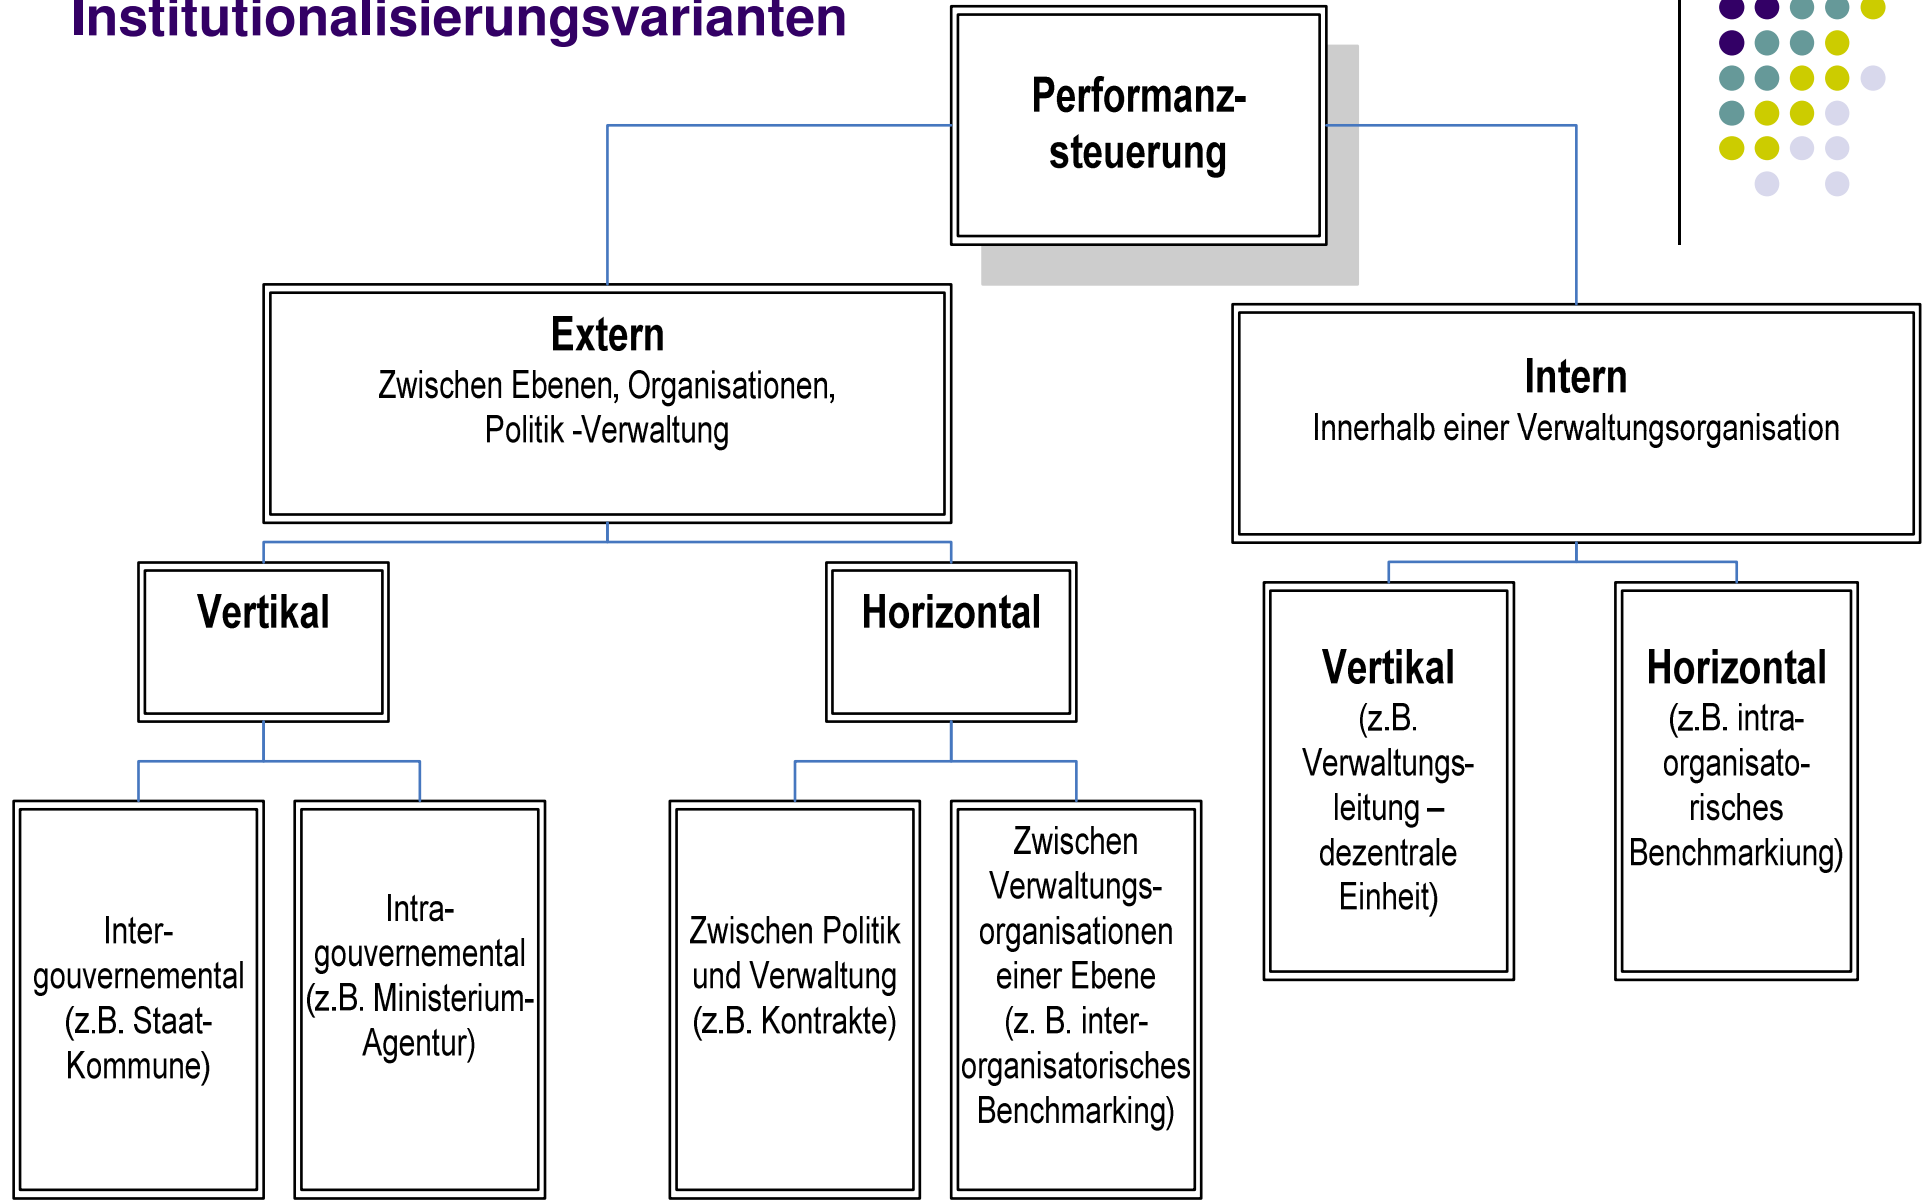 Institutionalisierungsvarianten
Performanz-
steuerung
Extern
Zwischen Ebenen, Organisationen,
Politik -Verwaltung
Intern
Innerhalb einer Verwaltungsorganisation
Vertikal
Horizontal
Vertikal
(z.B.
Verwaltungs-
leitung –
dezentrale
Einheit)
Horizontal
(z.B. intra-
organisato-
risches
Benchmarkiung)
Inter-
gouvernemental
(z.B. Staat-
Kommune)
Intra-
gouvernemental
(z.B. Ministerium-
Agentur)
Zwischen Politik
und Verwaltung
(z.B. Kontrakte)
Zwischen
Verwaltungs-
organisationen
einer Ebene
(z. B. inter-
organisatorisches
Benchmarking)